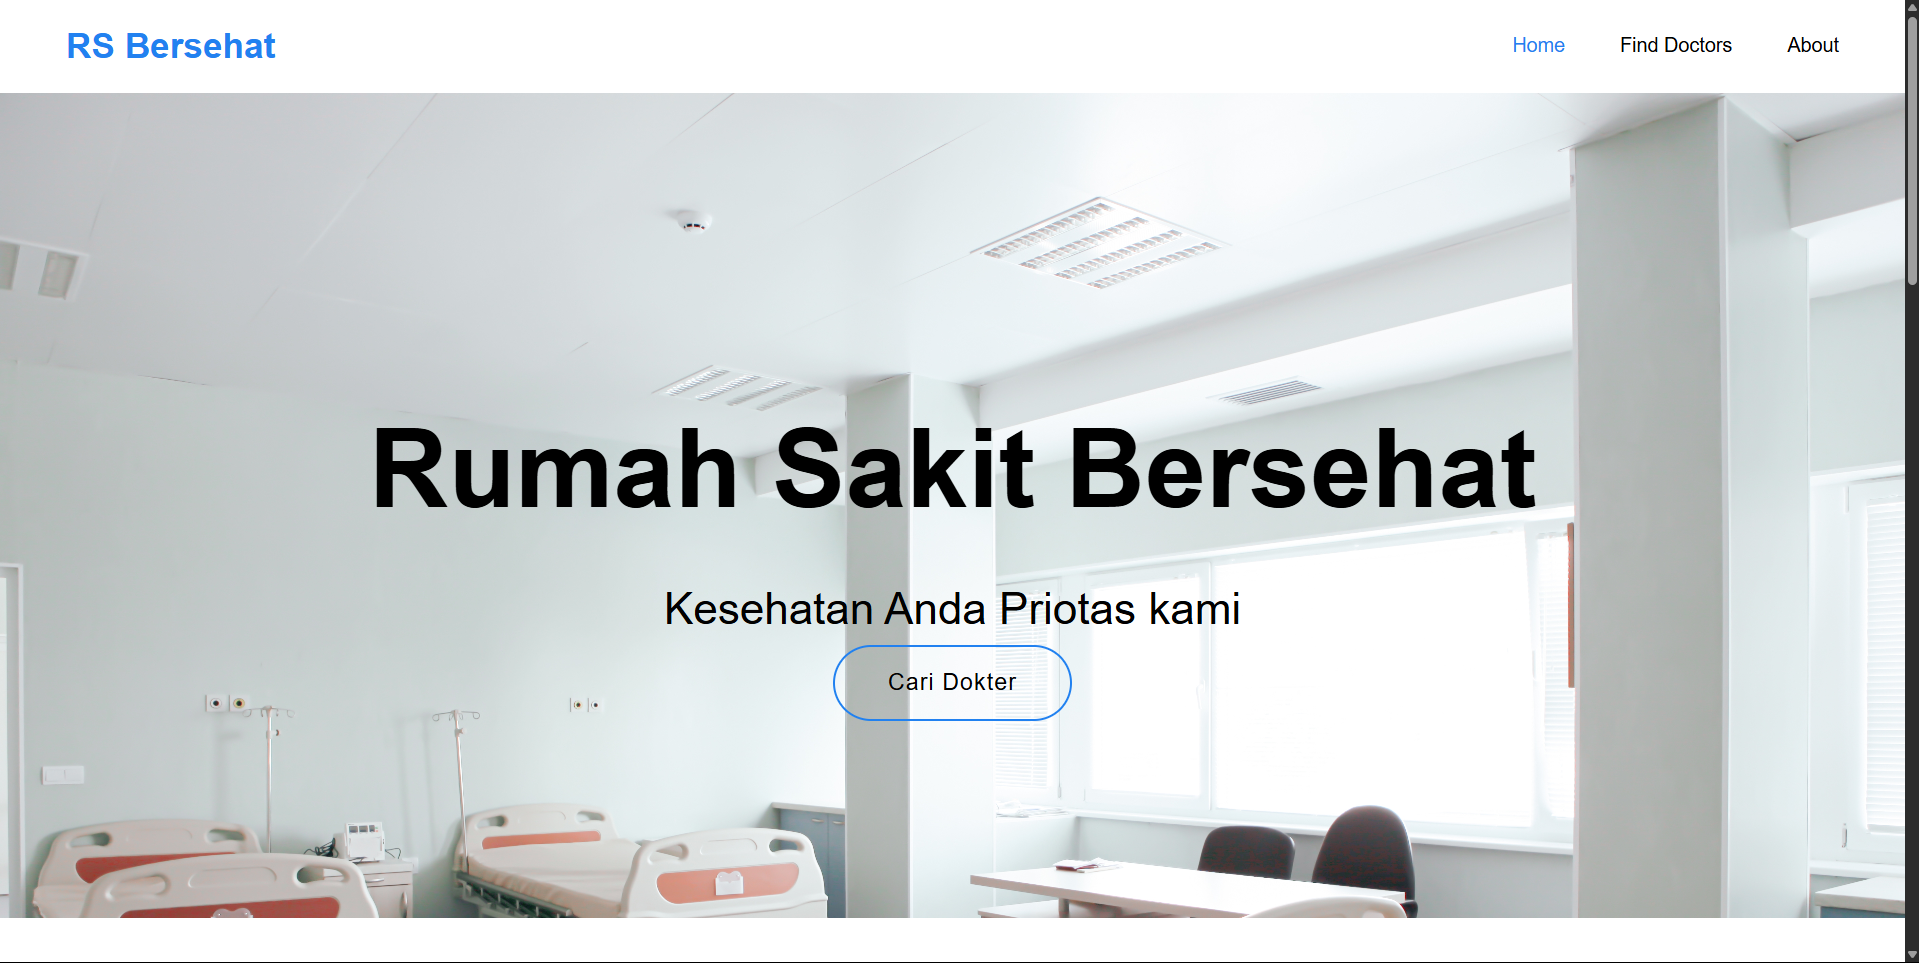 RS Bersehat
Home
Find Doctors
About
Rumah Sakit Bersehat
Kesehatan Anda Priotas kami
Cari Dokter